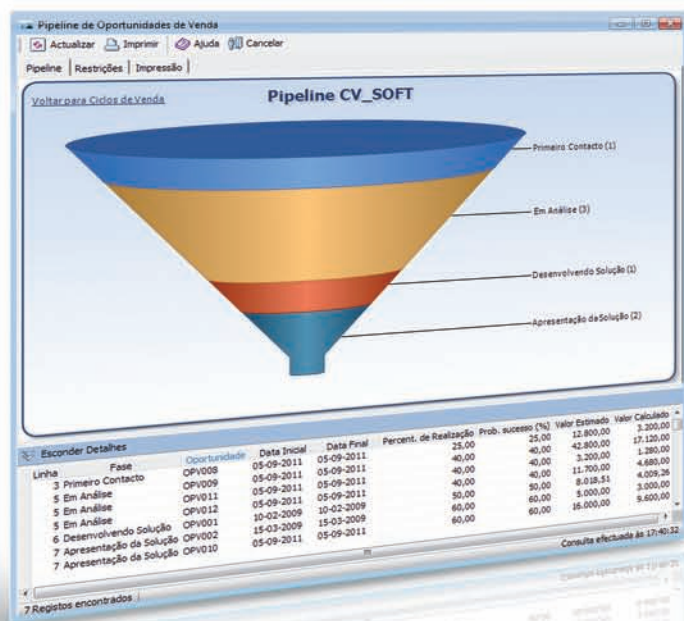 Pipeline de Oportunidades de Venda
Actualizar Imprimir Ajuda Cancelar
Pipeline Restrições Impressão
Voltar para Ciclos de Venda
Pipeline CV_SOFT
Primeiro Contacto (1)
Em Análise (3)
Desenvolvendo Solução (1)
Apresentação da Solução (2)
Esconder Detalhes
Linha Fase Oportunidade Data Inicial Data Final Percent. de Realização Prob. sucesso (%) Valor Estimado Valor Calculado
3 Primeiro Contacto OPV008 05-09-2011 05-09-2011 25,00 25,00 12.800,00 3.200,00
5 Em Análise OPV009 05-09-2011 05-09-2011 40,00 40,00 42.800,00 17.120,00
5 Em Análise OPV011 05-09-2011 05-09-2011 40,00 40,00 3.200,00 1.280,00
5 Em Análise OPV012 05-09-2011 05-09-2011 40,00 40,00 11.700,00 4.680,00
6 Desenvolvendo Solução OPV001 10-02-2009 10-02-2009 50,00 50,00 8.018,51 4.009,26
7 Apresentação da Solução OPV002 15-03-2009 15-03-2009 60,00 60,00 5.000,00 3.000,00
7 Apresentação da Solução OPV010 05-09-2011 05-09-2011 60,00 60,00 16.000,00 9.600,00
7 Registos encontrados
Consulta efectuada às 17:40:32